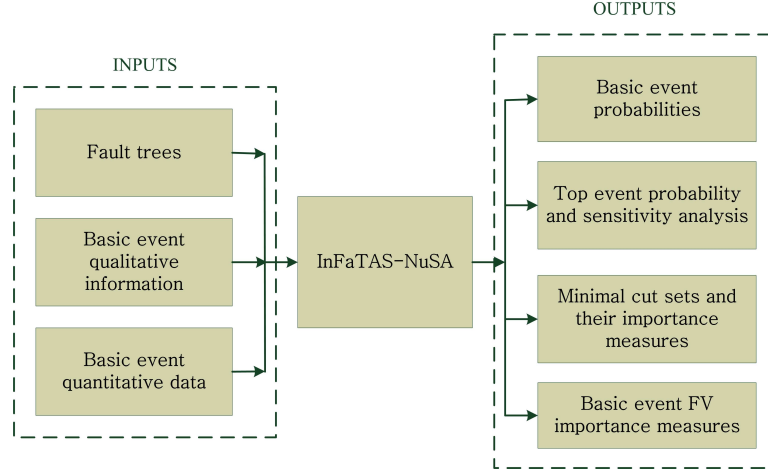 INPUTS
Fault trees
Basic event
qualitative
information
Basic event
quantitative data
InFaTAS-NuSA
OUTPUTS
Basic event
probabilities
Top event probability
and sensitivity analysis
Minimal cut sets and
their importance
measures
Basic event FV
importance measures